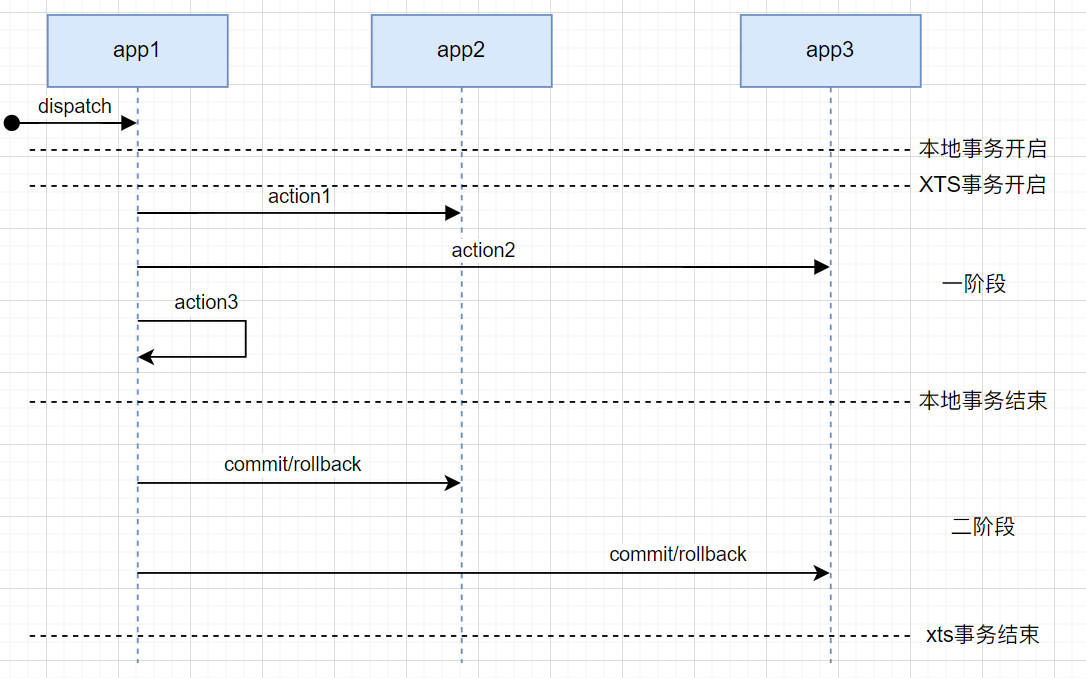 app1
app2
app3
dispatch
本地事务开启
XTS事务开启
action1
action2
一阶段
action3
本地事务结束
commit/rollback
二阶段
commit/rollback
xts事务结束